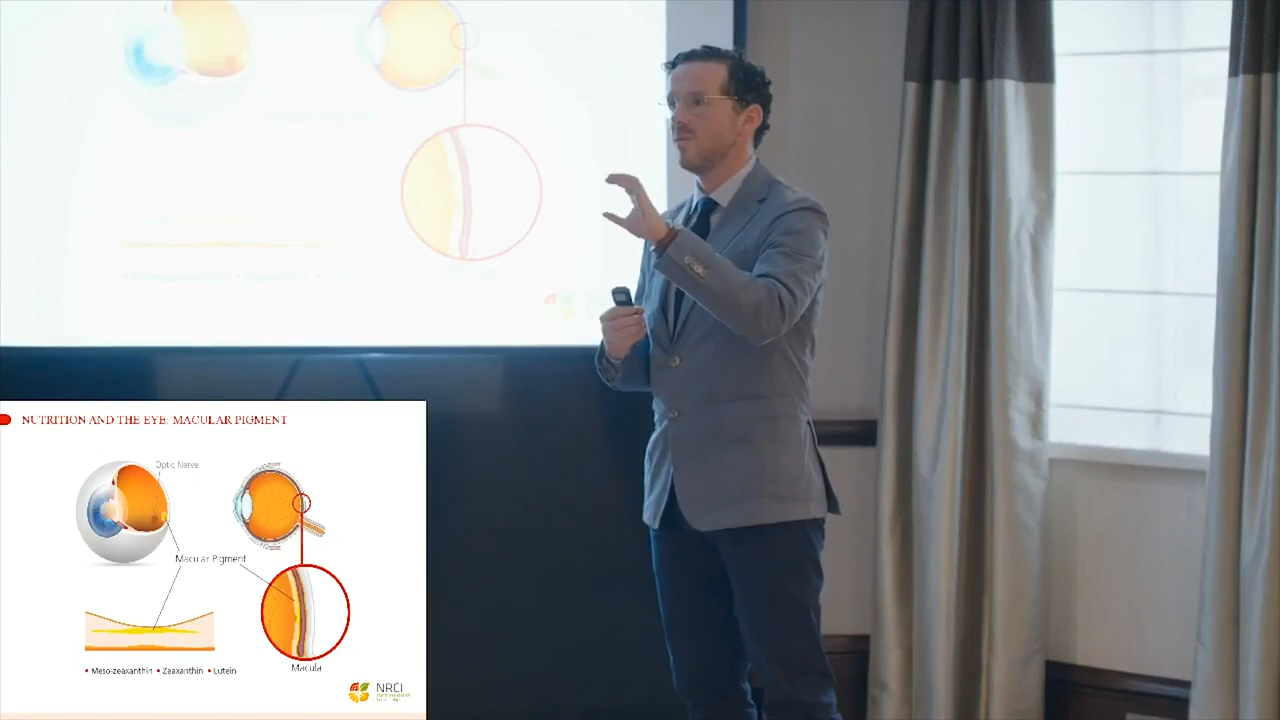 NUTRITION AND THE EYE: MACULAR PIGMENT
Optic Nerve
Macular Pigment
Macula
• Meso-zeaxanthin • Zeaxanthin • Lutein
NRCI